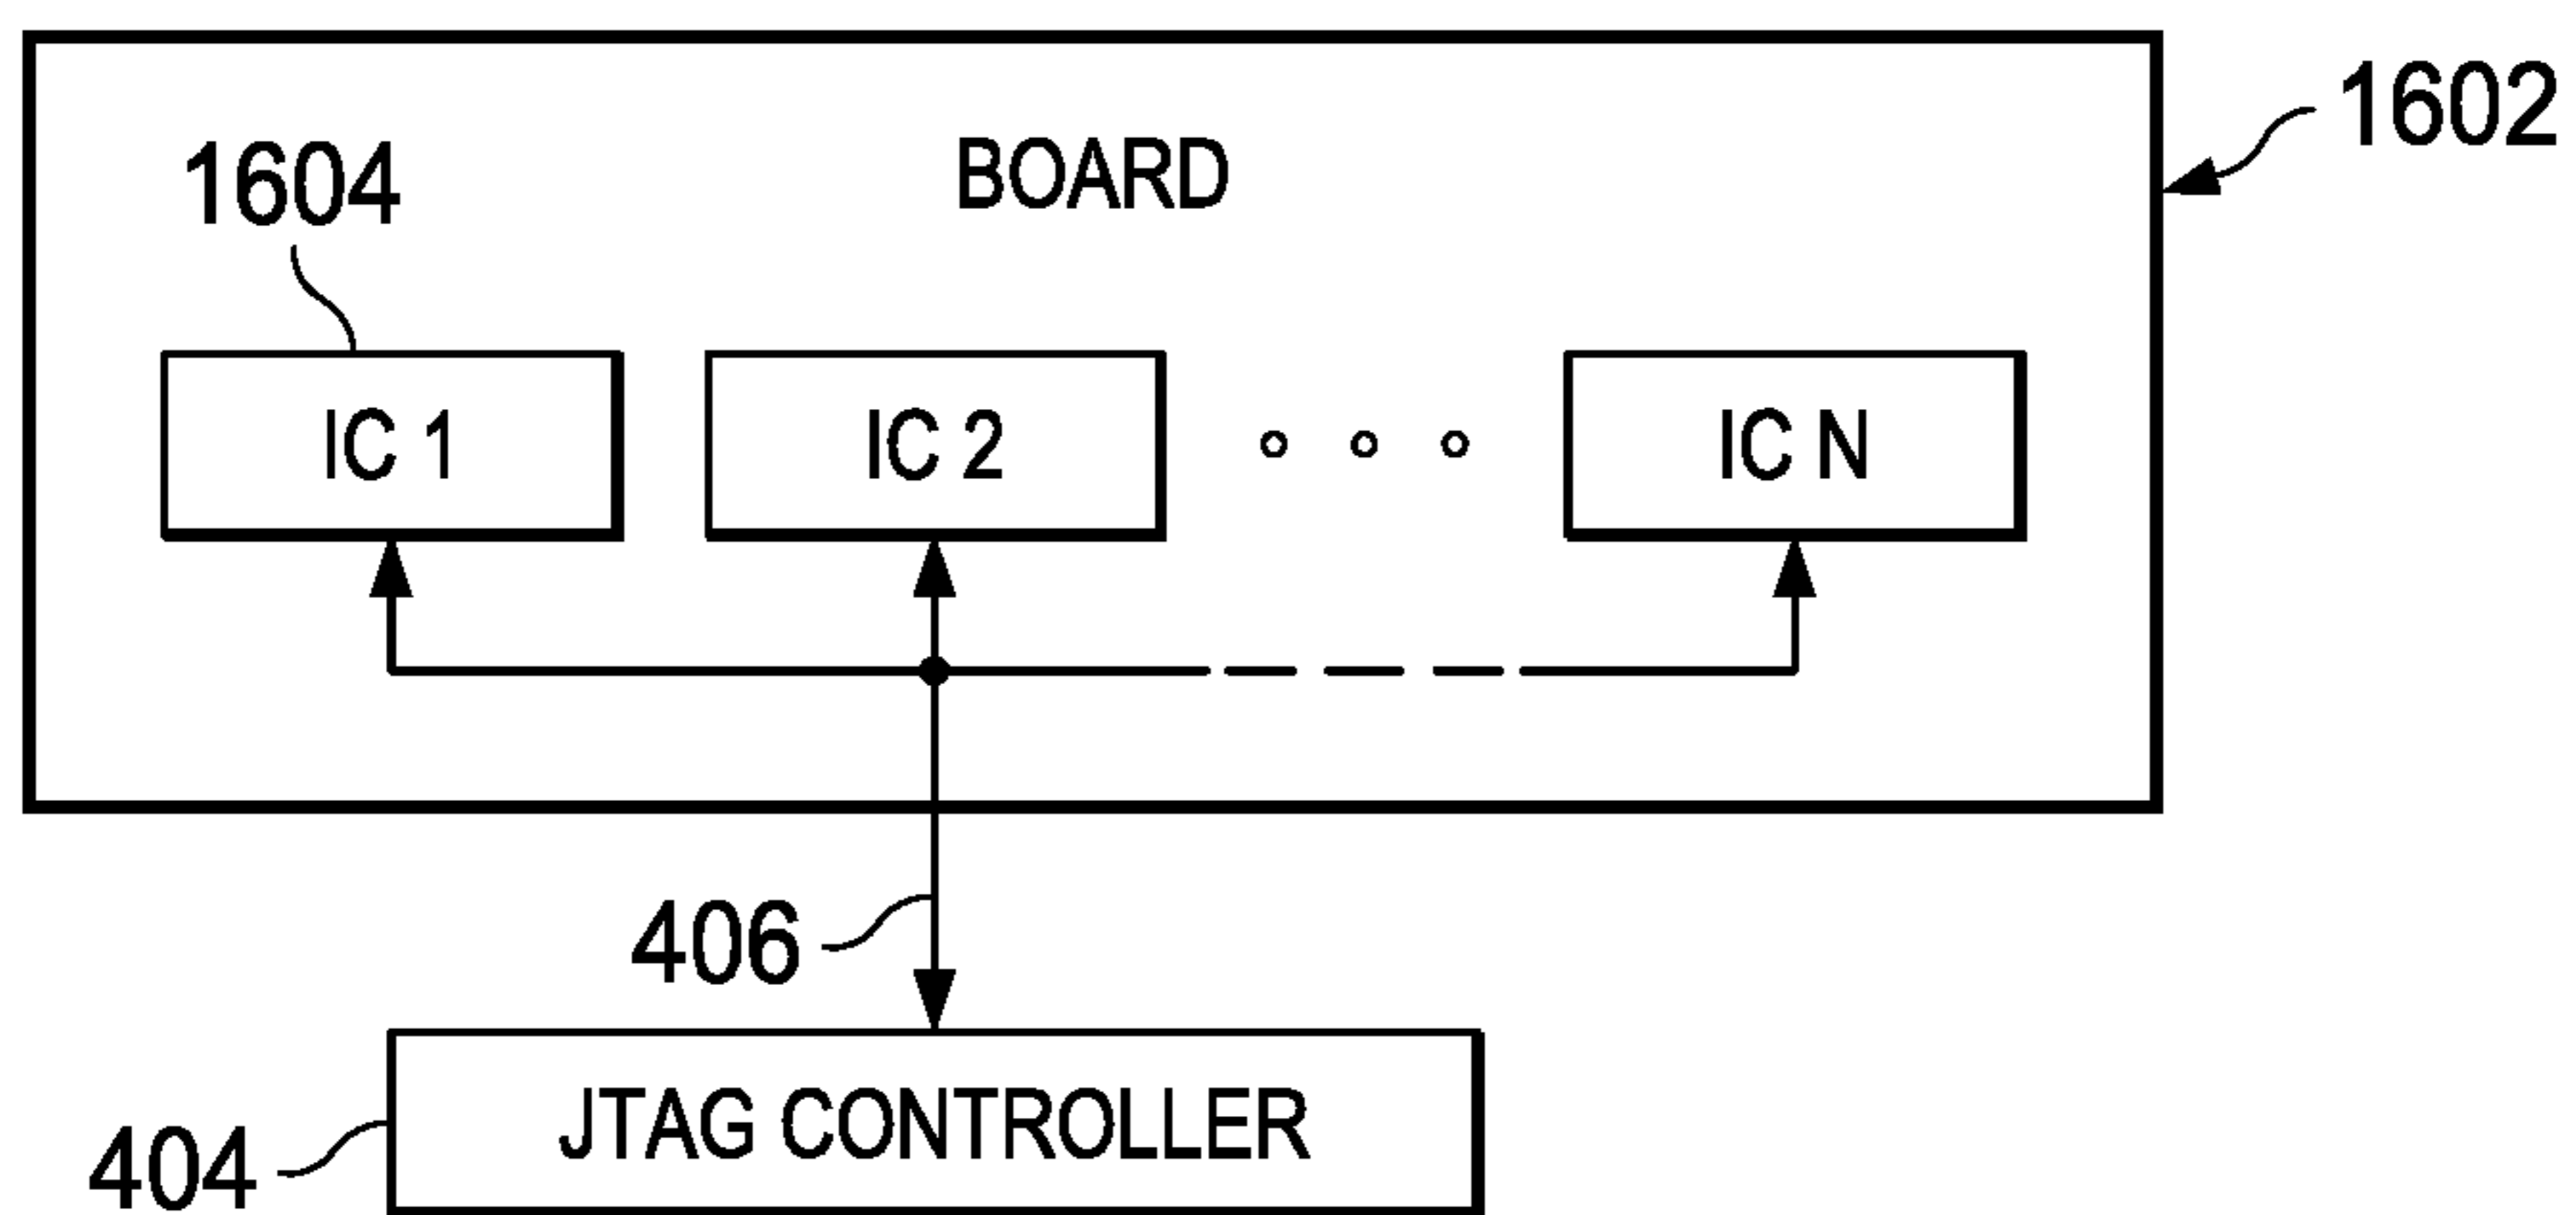 1602
BOARD
1604
IC 1
IC 2
IC N
406
JTAG CONTROLLER
404